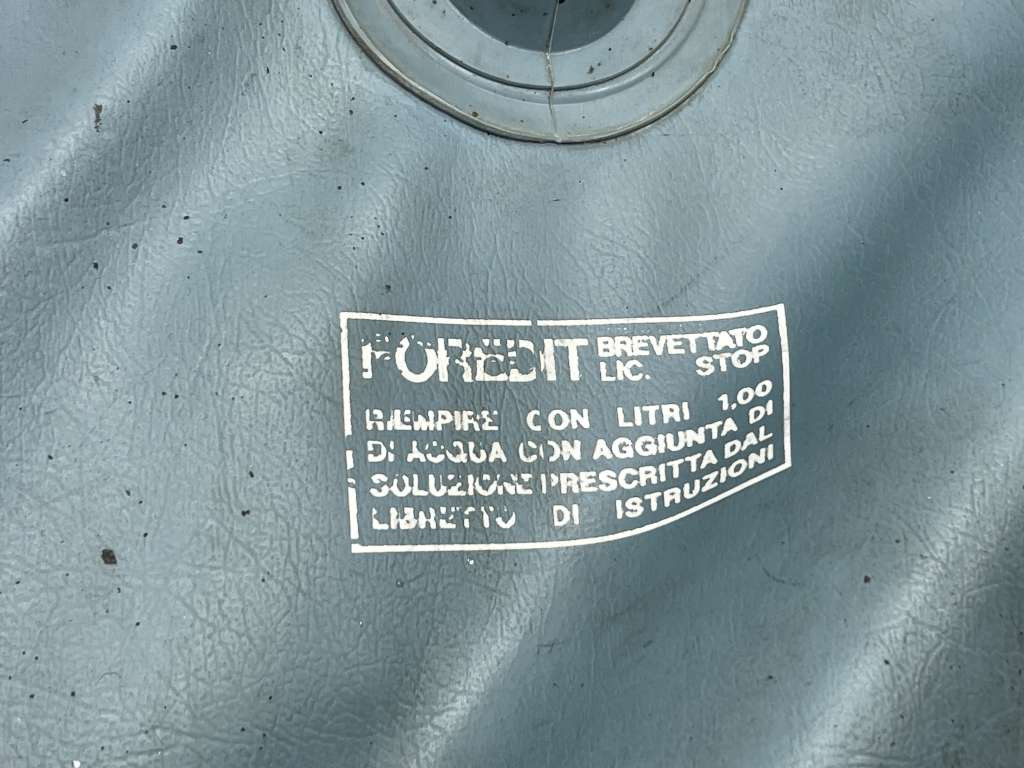 FOREDIT BREVETTATO
LIC. STOP
RIEMPIRE CON LITRI 1,00
DI ACQUA CON AGGIUNTA DI
SOLUZIONE PRESCRITTA DAL
LIBRETTO DI ISTRUZIONI